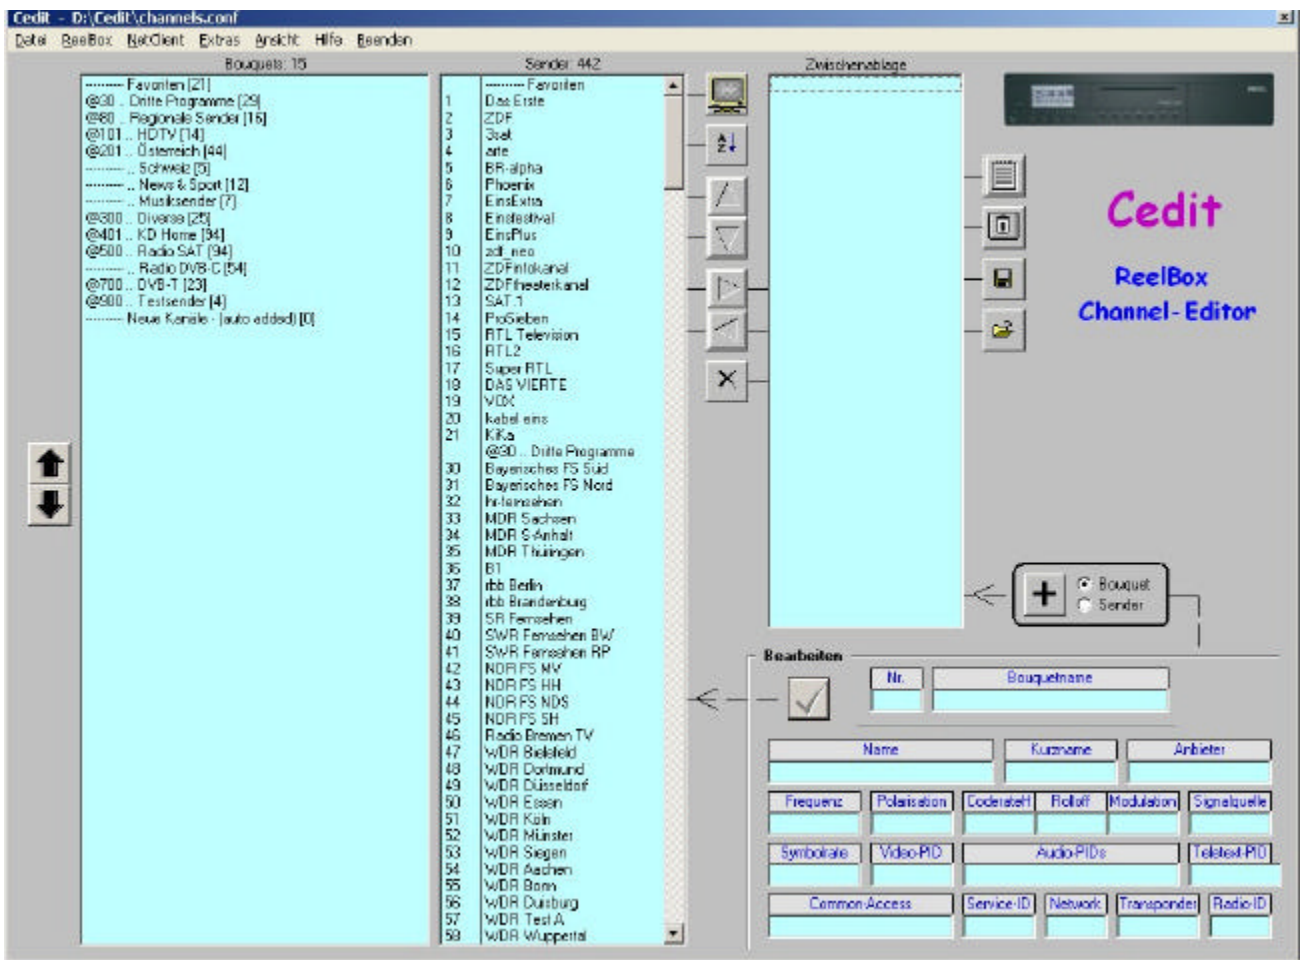 Cedit - D:\Cedit\channels.conf
Datei ReelBox NetClient Extras Ansicht Hilfe Beenden
Bouquets: 15
-------- Favoriten [21]
@30 .. Dritte Programme [29]
@80 .. Regionale Sender [16]
@101 .. HDTV [14]
@201 .. Österreich [44]
-------- .. Schweiz [5]
-------- .. News & Sport [12]
-------- .. Musiksender [7]
@300 .. Diverse [25]
@401 .. KD Home [94]
@500 .. Radio SAT [94]
-------- .. Radio DVB-C [54]
@700 .. DVB-T [23]
@900 .. Testsender [4]
-------- Neue Kanäle - (auto added) [0]
Sender: 442
-------- Favoriten
1 Das Erste
2 ZDF
3 3sat
4 arte
5 BR-alpha
6 Phoenix
7 EinsExtra
8 Einsfestival
9 EinsPlus
10 zdf_neo
11 ZDFinfokanal
12 ZDFtheaterkanal
13 SAT.1
14 ProSieben
15 RTL Television
16 RTL2
17 Super RTL
18 DAS VIERTE
19 VOX
20 kabel eins
21 KiKa
@30 .. Dritte Programme
30 Bayerisches FS Süd
31 Bayerisches FS Nord
32 hr-fernsehen
33 MDR Sachsen
34 MDR S-Anhalt
35 MDR Thüringen
36 B1
37 rbb Berlin
38 rbb Brandenburg
39 SR Fernsehen
40 SWR Fernsehen BW
41 SWR Fernsehen RP
42 NDR FS MV
43 NDR FS HH
44 NDR FS NDS
45 NDR FS SH
46 Radio Bremen TV
47 WDR Bielefeld
48 WDR Dortmund
49 WDR Düsseldorf
50 WDR Essen
51 WDR Köln
52 WDR Münster
53 WDR Siegen
54 WDR Aachen
55 WDR Bonn
56 WDR Duisburg
57 WDR Test A
58 WDR Wuppertal
A
Z
Zwischenablage
Cedit
ReelBox
Channel-Editor
Bouquet
Sender
Bearbeiten
Nr. Bouquetname
Name Kurzname Anbieter
Frequenz Polarisation CoderateH Rolloff Modulation Signalquelle
Symbolrate Video-PID Audio-PIDs Teletext-PID
Common-Access Service-ID Network Transponder Radio-ID